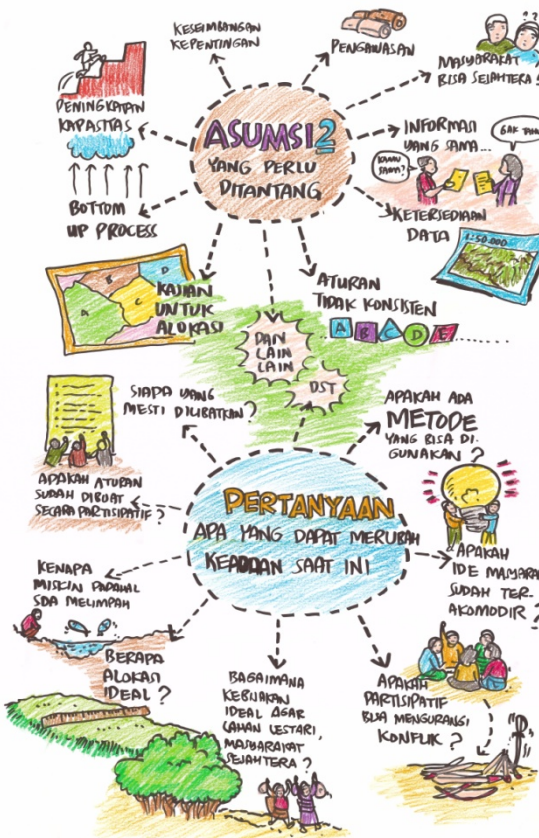 KESEIMBANGAN
KEPENTINGAN
PENGAWASAN
MASYARAKAT
BISA SEJAHTERA?
PENINGKATAN
KAPASITAS
ASUMSI2
YANG PERLU
DITANTANG
INFORMASI
YANG SAMA...
GAK TAHU
KAMU
SAMA?
BOTTOM
UP PROCESS
KETERSEDIAAN
DATA
1:50.000
A
B
C
D
KAJIAN
UNTUK
ALOKASI
ATURAN
TIDAK KONSISTEN
A B C D E .........
DAN
LAIN
LAIN
DST
SIAPA YANG
MESTI DILIBATKAN?
APAKAH ADA
METODE
YANG BISA DI-
GUNAKAN?
APAKAH ATURAN
SUDAH DIBUAT
SECARA PARTISIPATIF?
PERTANYAAN
APA YANG DAPAT MERUBAH
KEADAAN SAAT INI
APAKAH
IDE MASYARA
SUDAH TER-
AKOMODIR?
KENAPA
MISKIN PADAHAL
SDA MELIMPAH
BERAPA
ALOKASI
IDEAL?
BAGAIMANA
KEBIJAKAN
IDEAL AGAR
LAHAN LESTARI,
MASYARAKAT
SEJAHTERA?
APAKAH
PARTISIPATIF
BISA MENGURANGI
KONFLIK?